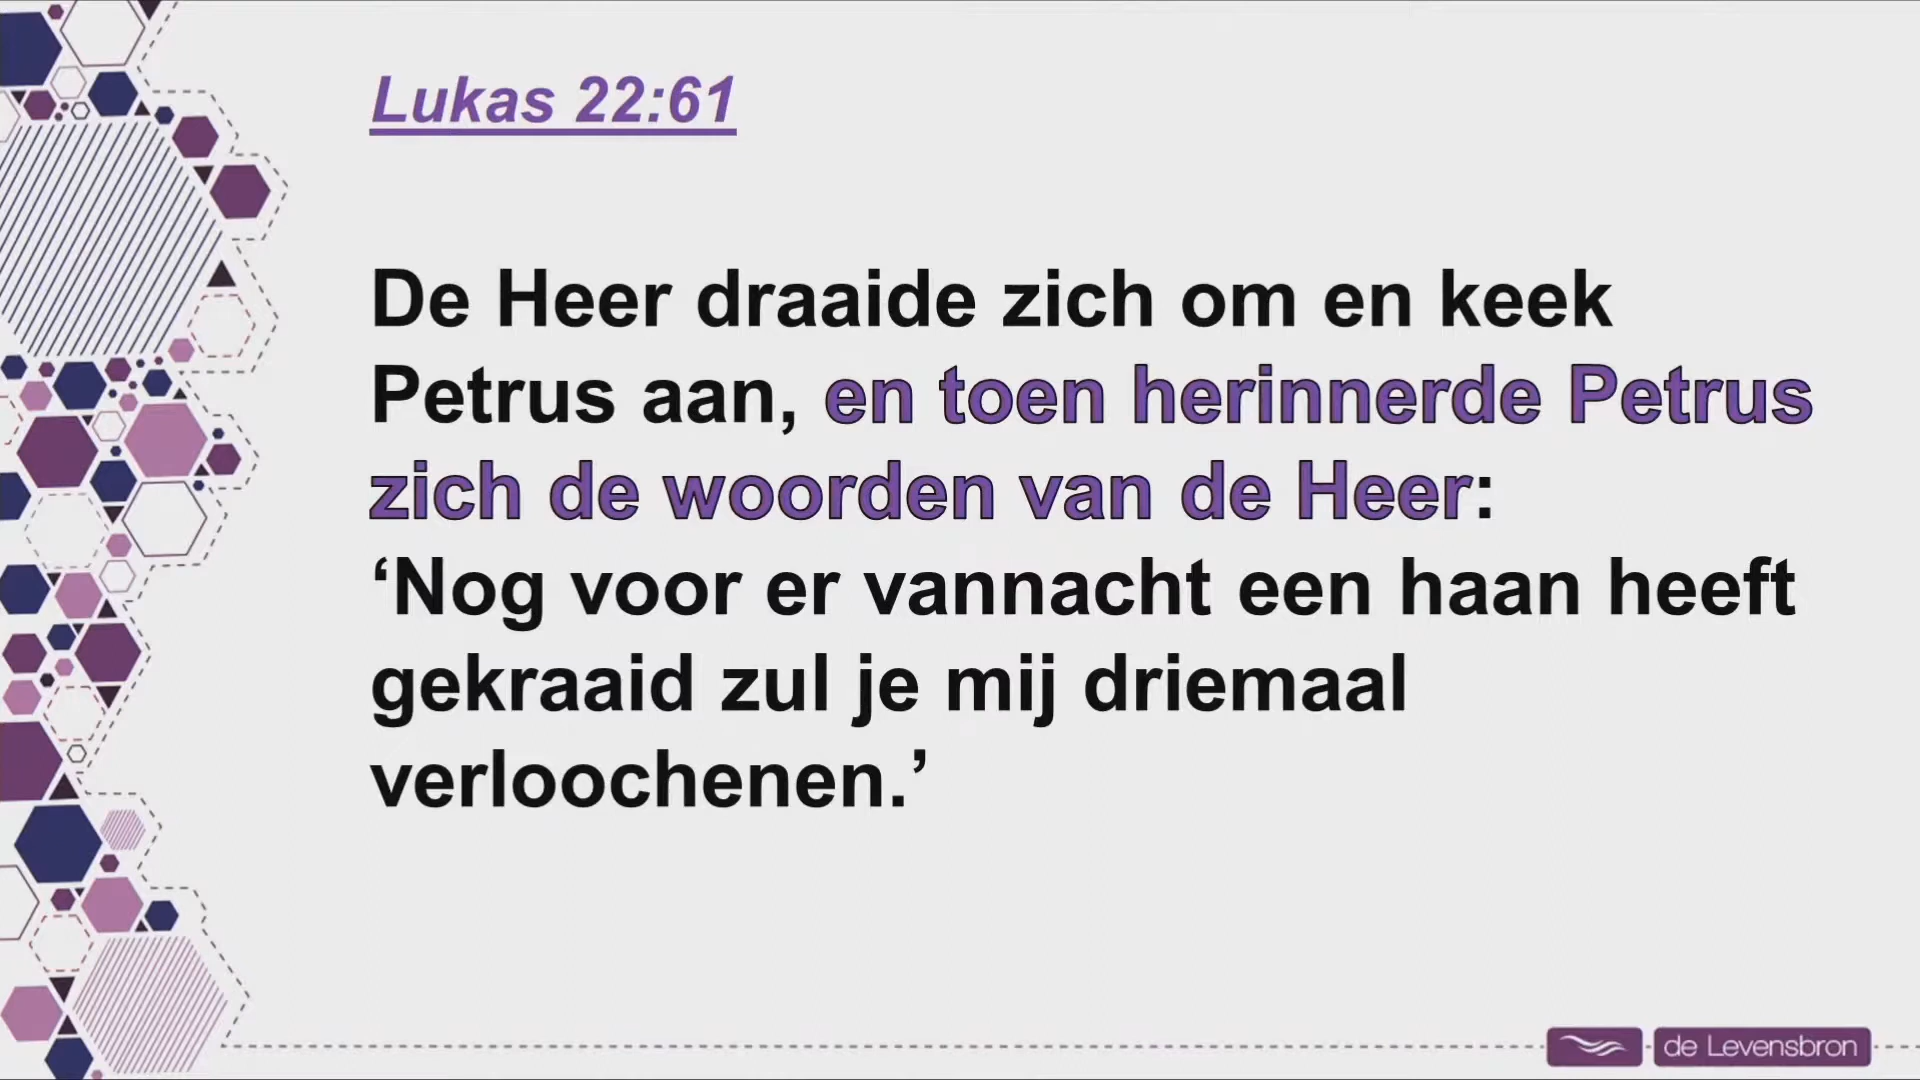 Lukas 22:61
De Heer draaide zich om en keek
Petrus aan, en toen herinnerde Petrus
zich de woorden van de Heer:
‘Nog voor er vannacht een haan heeft
gekraaid zul je mij driemaal
verloochenen.’
de Levensbron